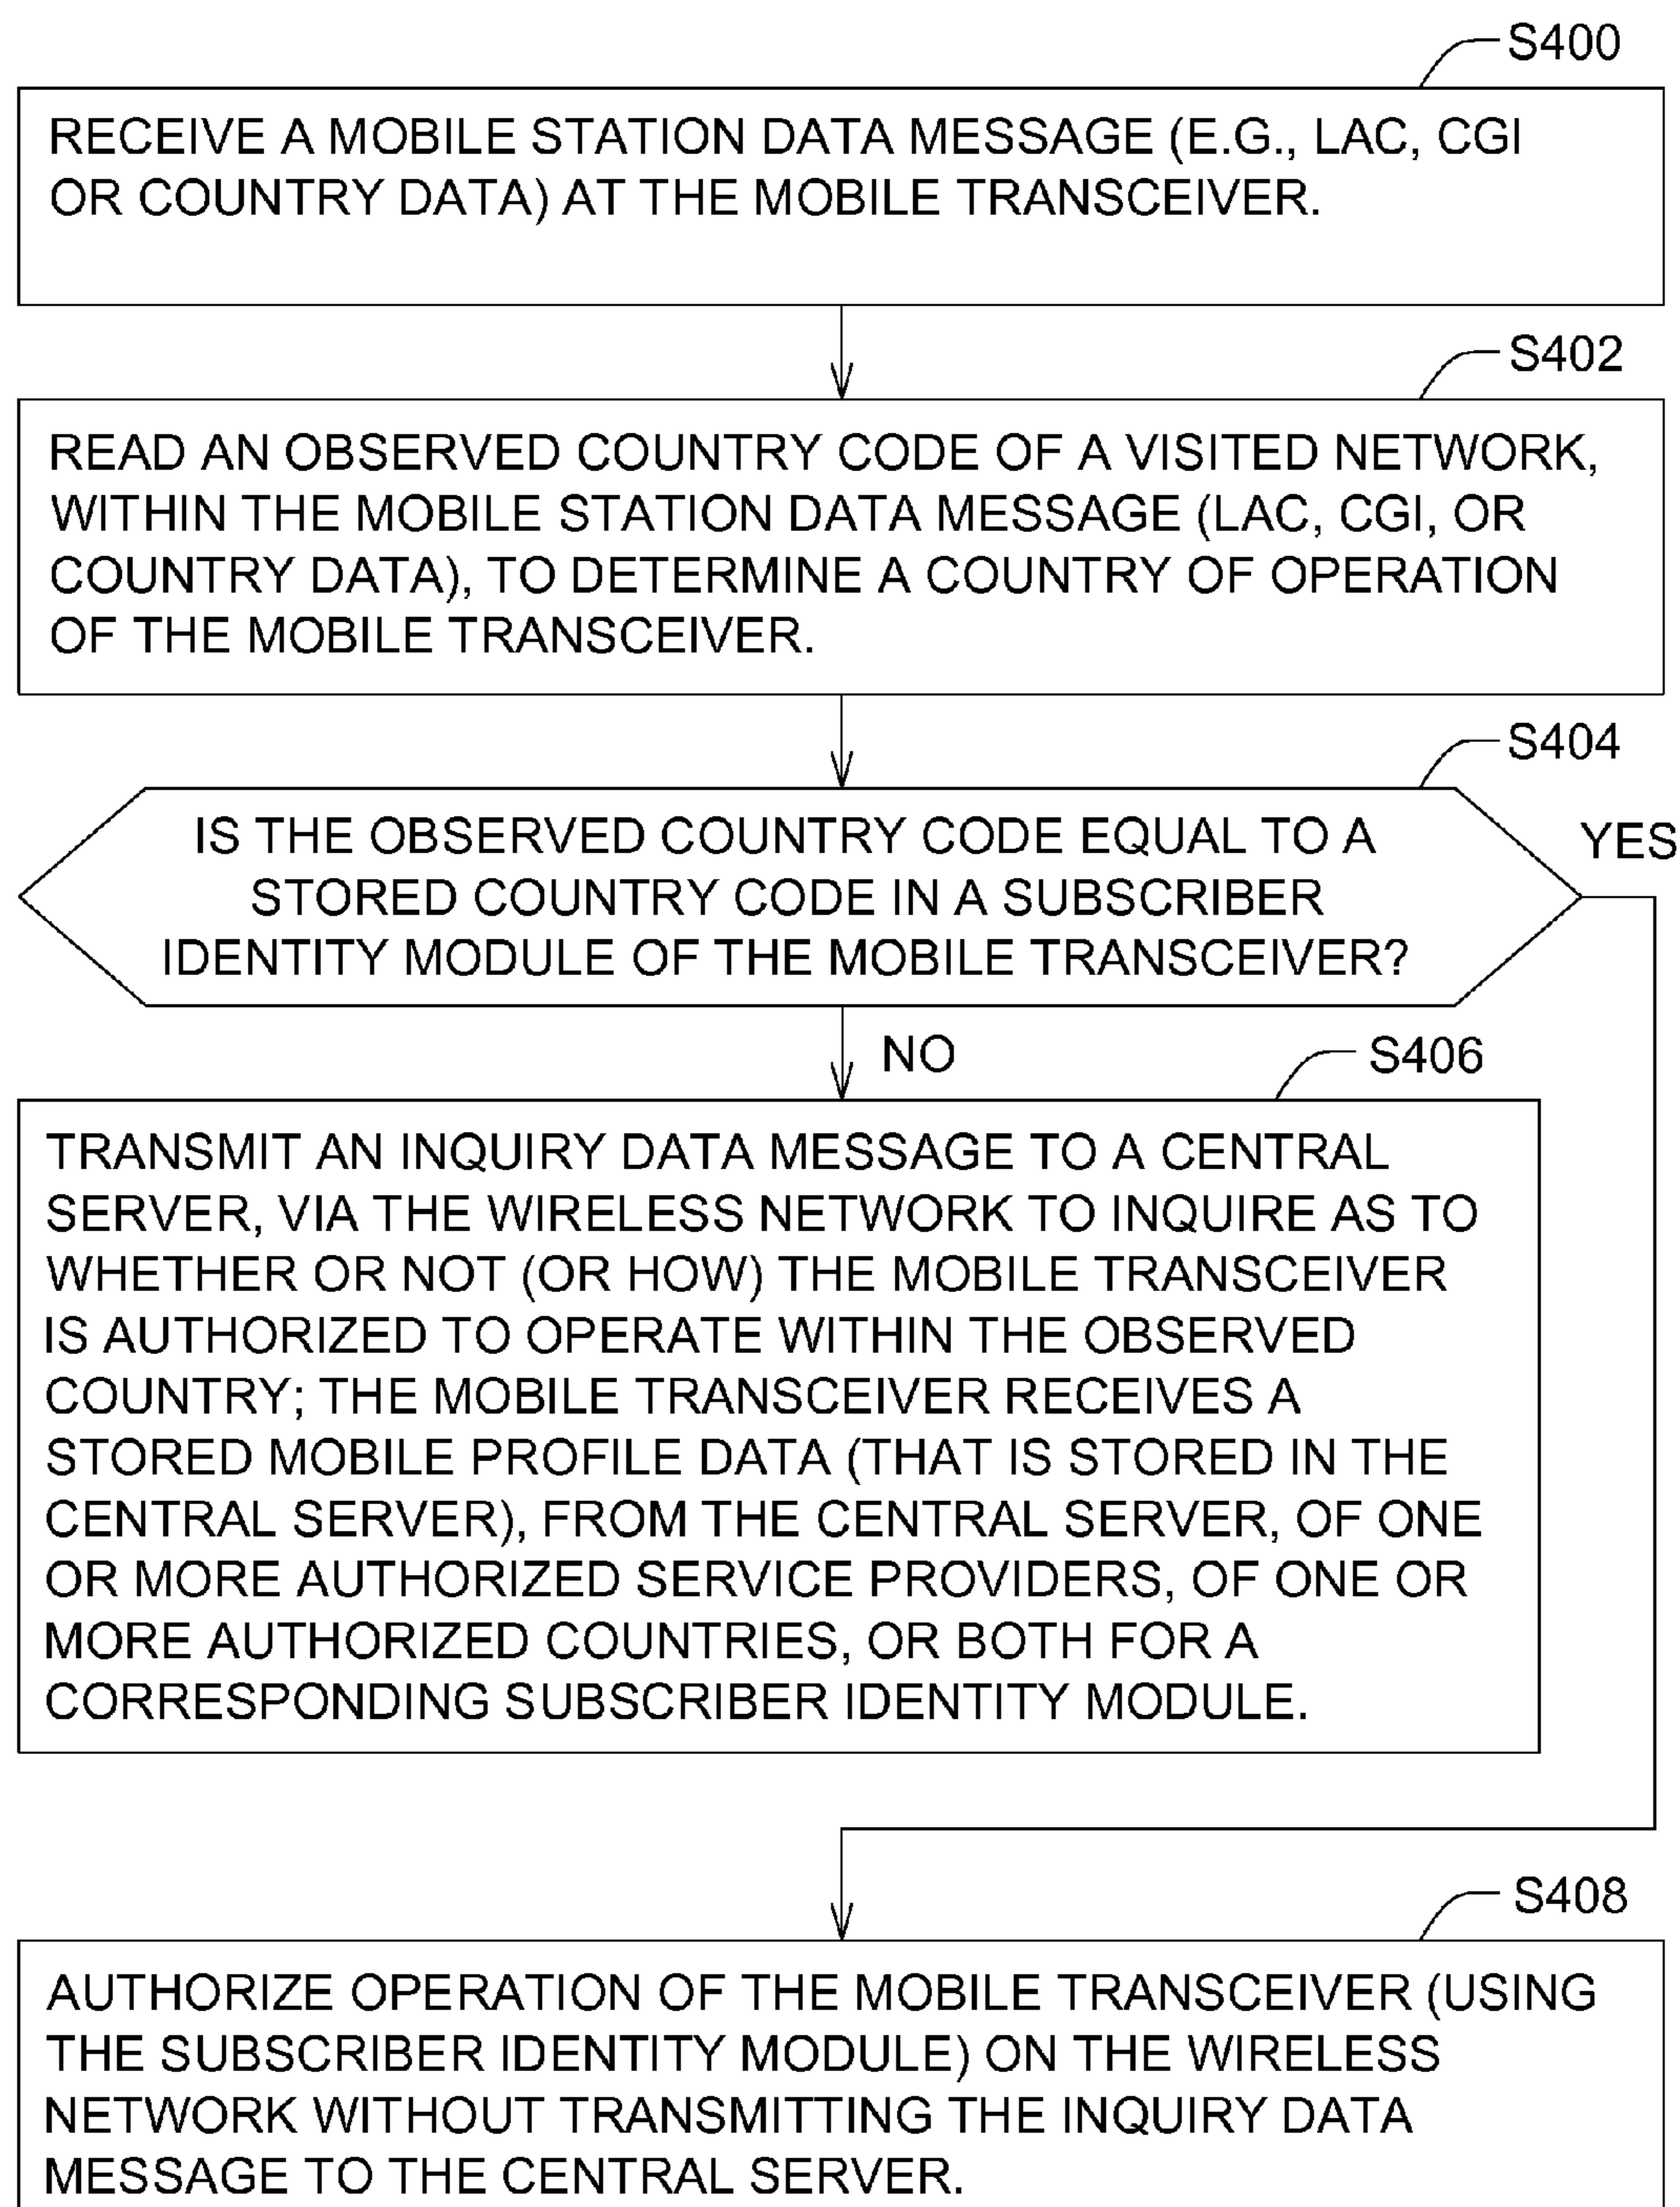 S400
RECEIVE A MOBILE STATION DATA MESSAGE (E.G., LAC, CGI
OR COUNTRY DATA) AT THE MOBILE TRANSCEIVER.
S402
READ AN OBSERVED COUNTRY CODE OF A VISITED NETWORK,
WITHIN THE MOBILE STATION DATA MESSAGE (LAC, CGI, OR
COUNTRY DATA), TO DETERMINE A COUNTRY OF OPERATION
OF THE MOBILE TRANSCEIVER.
S404
IS THE OBSERVED COUNTRY CODE EQUAL TO A
STORED COUNTRY CODE IN A SUBSCRIBER
IDENTITY MODULE OF THE MOBILE TRANSCEIVER?
YES
NO
S406
TRANSMIT AN INQUIRY DATA MESSAGE TO A CENTRAL
SERVER, VIA THE WIRELESS NETWORK TO INQUIRE AS TO
WHETHER OR NOT (OR HOW) THE MOBILE TRANSCEIVER
IS AUTHORIZED TO OPERATE WITHIN THE OBSERVED
COUNTRY; THE MOBILE TRANSCEIVER RECEIVES A
STORED MOBILE PROFILE DATA (THAT IS STORED IN THE
CENTRAL SERVER), FROM THE CENTRAL SERVER, OF ONE
OR MORE AUTHORIZED SERVICE PROVIDERS, OF ONE OR
MORE AUTHORIZED COUNTRIES, OR BOTH FOR A
CORRESPONDING SUBSCRIBER IDENTITY MODULE.
S408
AUTHORIZE OPERATION OF THE MOBILE TRANSCEIVER (USING
THE SUBSCRIBER IDENTITY MODULE) ON THE WIRELESS
NETWORK WITHOUT TRANSMITTING THE INQUIRY DATA
MESSAGE TO THE CENTRAL SERVER.